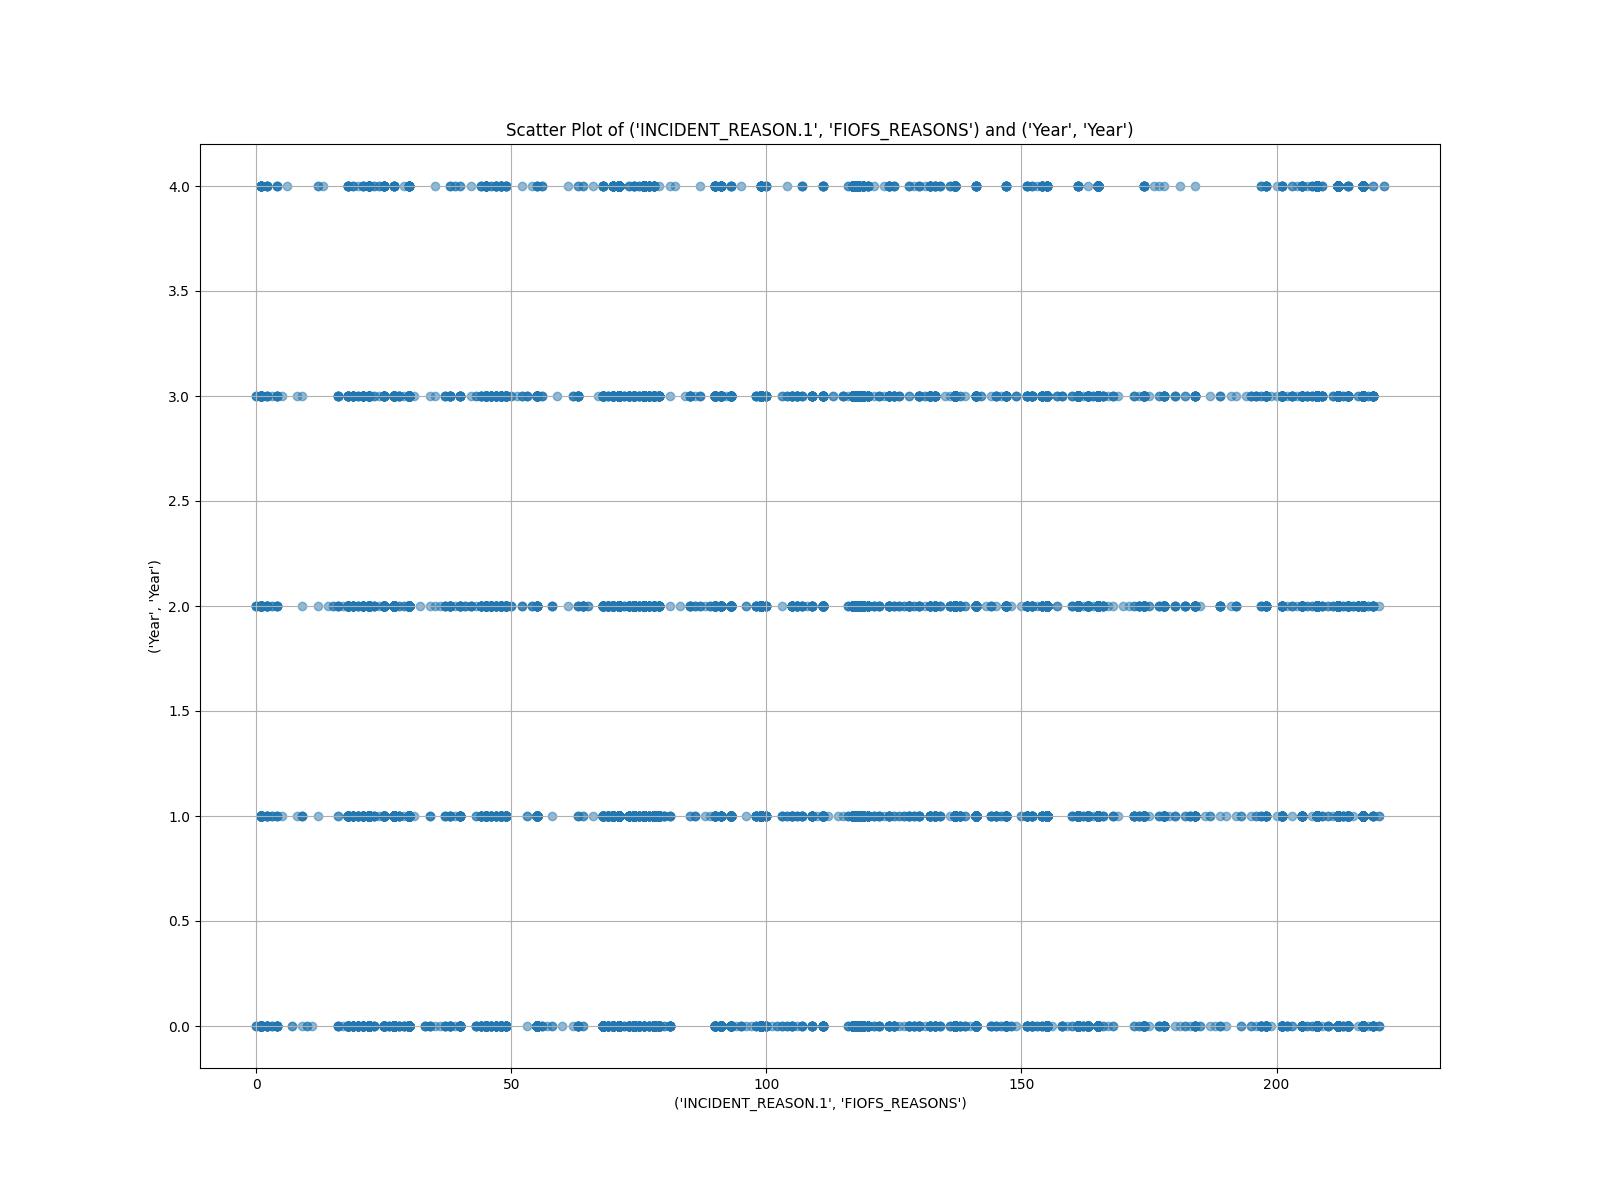 Scatter Plot of ('INCIDENT_REASON.1', 'FIOFS_REASONS') and ('Year', 'Year')
4.0
3.5
3.0
2.5
2.0
1.5
1.0
0.5
0.0
('Year', 'Year')
0 50 100 150 200
('INCIDENT_REASON.1', 'FIOFS_REASONS')